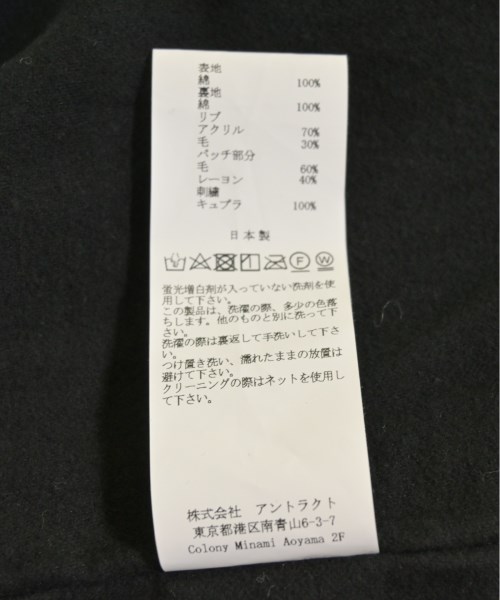 表地
綿 100%
裏地
綿 100%
リブ
アクリル 70%
毛 30%
パッチ部分
毛 60%
レーヨン 40%
刺繍
キュプラ 100%
日本製
F W
蛍光増白剤が入っていない洗剤を使
用して下さい。
この製品は、洗濯の際、多少の色落
ちします。他のものと別に洗って下
さい。
洗濯の際は裏返して手洗いして下さ
い。
つけ置き洗い、濡れたままの放置は
避けて下さい。
クリーニングの際はネットを使用し
て下さい。
株式会社 アントラクト
東京都港区南青山6-3-7
Colony Minami Aoyama 2F